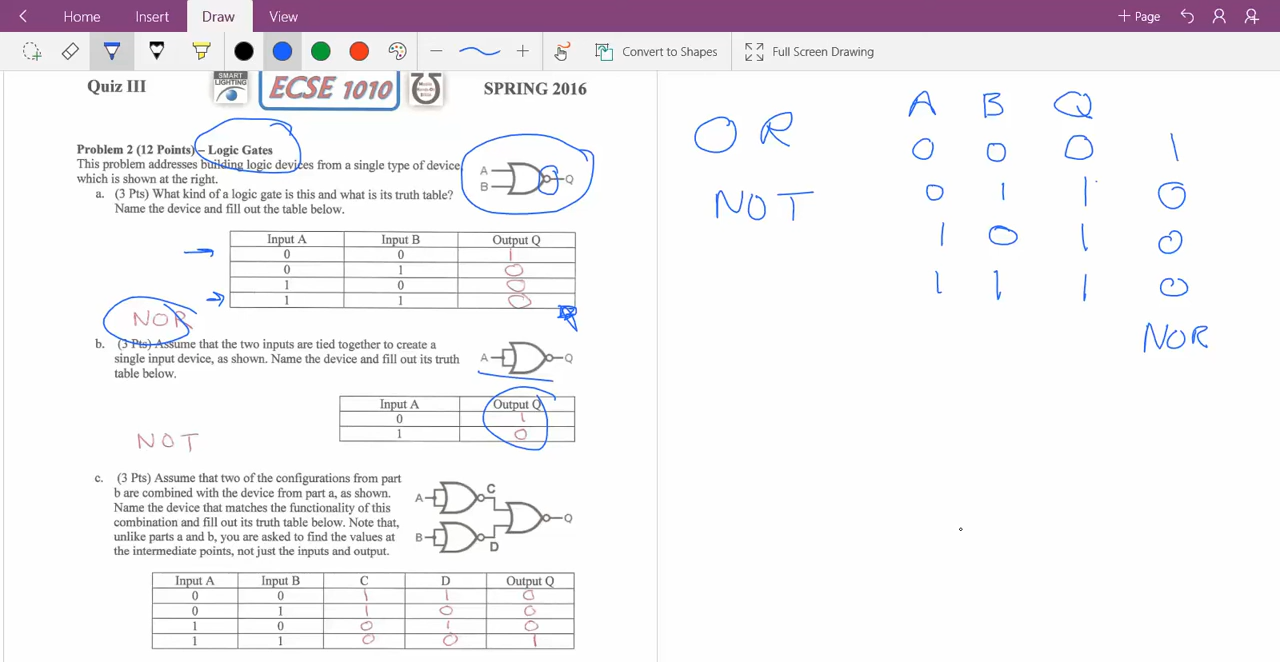 Home Insert Draw View
+ Page
Convert to Shapes
Full Screen Drawing
Quiz III
SMART LIGHTING
ECSE 1010
SPRING 2016
Problem 2 (12 Points) – Logic Gates
This problem addresses building logic devices from a single type of device,
which is shown at the right.
a. (3 Pts) What kind of a logic gate is this and what is its truth table?
Name the device and fill out the table below.
A
B
Q
Input A Input B Output Q
0 0 1
0 1 0
1 0 0
1 1 0
NOR
b. (3 Pts) Assume that the two inputs are tied together to create a
single input device, as shown. Name the device and fill out its truth
table below.
A Q
Input A Output Q
0 1
1 0
NOT
c. (3 Pts) Assume that two of the configurations from part
b are combined with the device from part a, as shown.
Name the device that matches the functionality of this
combination and fill out its truth table below. Note that,
unlike parts a and b, you are asked to find the values at
the intermediate points, not just the inputs and output.
A C
Q
B D
Input A Input B C D Output Q
0 0 1 1 0
0 1 1 0 0
1 0 0 1 0
1 1 0 0 1
OR
NOT
A B Q
0 0 0 1
0 1 1 0
1 0 1 0
1 1 1 0
NOR